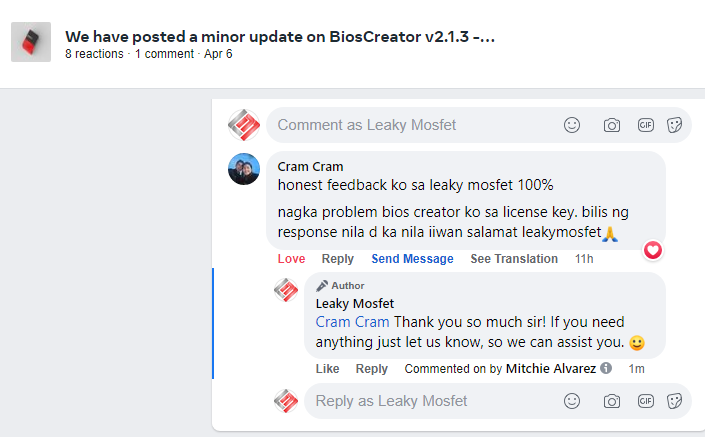 We have posted a minor update on BiosCreator v2.1.3 -...
8 reactions · 1 comment · Apr 6
Comment as Leaky Mosfet
GIF
Cram Cram
honest feedback ko sa leaky mosfet 100%
nagka problem bios creator ko sa license key. bilis ng
response nila d ka nila iiwan salamat leakymosfet🙏
Love Reply Send Message See Translation 11h
Author
Leaky Mosfet
Cram Cram Thank you so much sir! If you need
anything just let us know, so we can assist you. 🙂
Like Reply Commented on by Mitchie Alvarez 1m
Reply as Leaky Mosfet
GIF